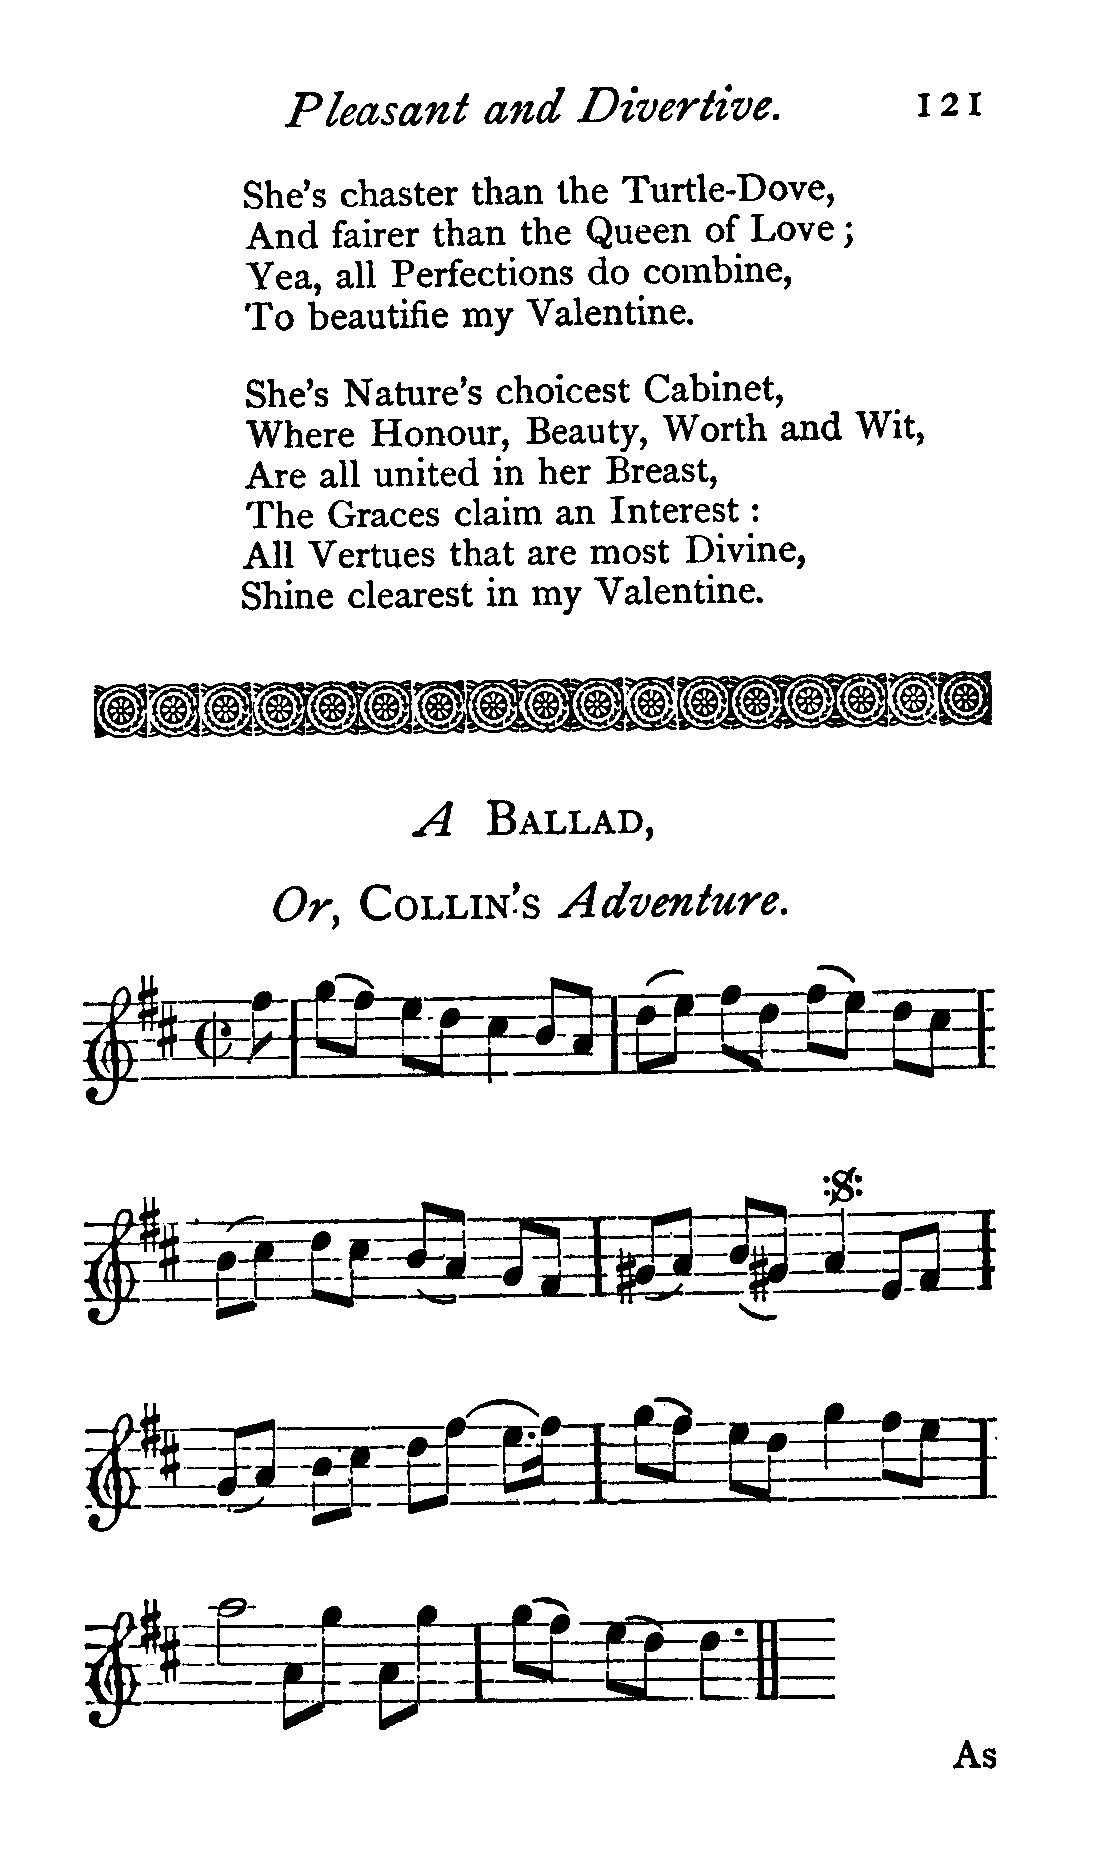 Pleasant and Divertive. 121
She's chaster than the Turtle-Dove,
And fairer than the Queen of Love;
Yea, all Perfections do combine,
To beautifie my Valentine.
She's Nature's choicest Cabinet,
Where Honour, Beauty, Worth and Wit,
Are all united in her Breast,
The Graces claim an Interest:
All Vertues that are most Divine,
Shine clearest in my Valentine.
A BALLAD,
Or, COLLIN'S Adventure.
As